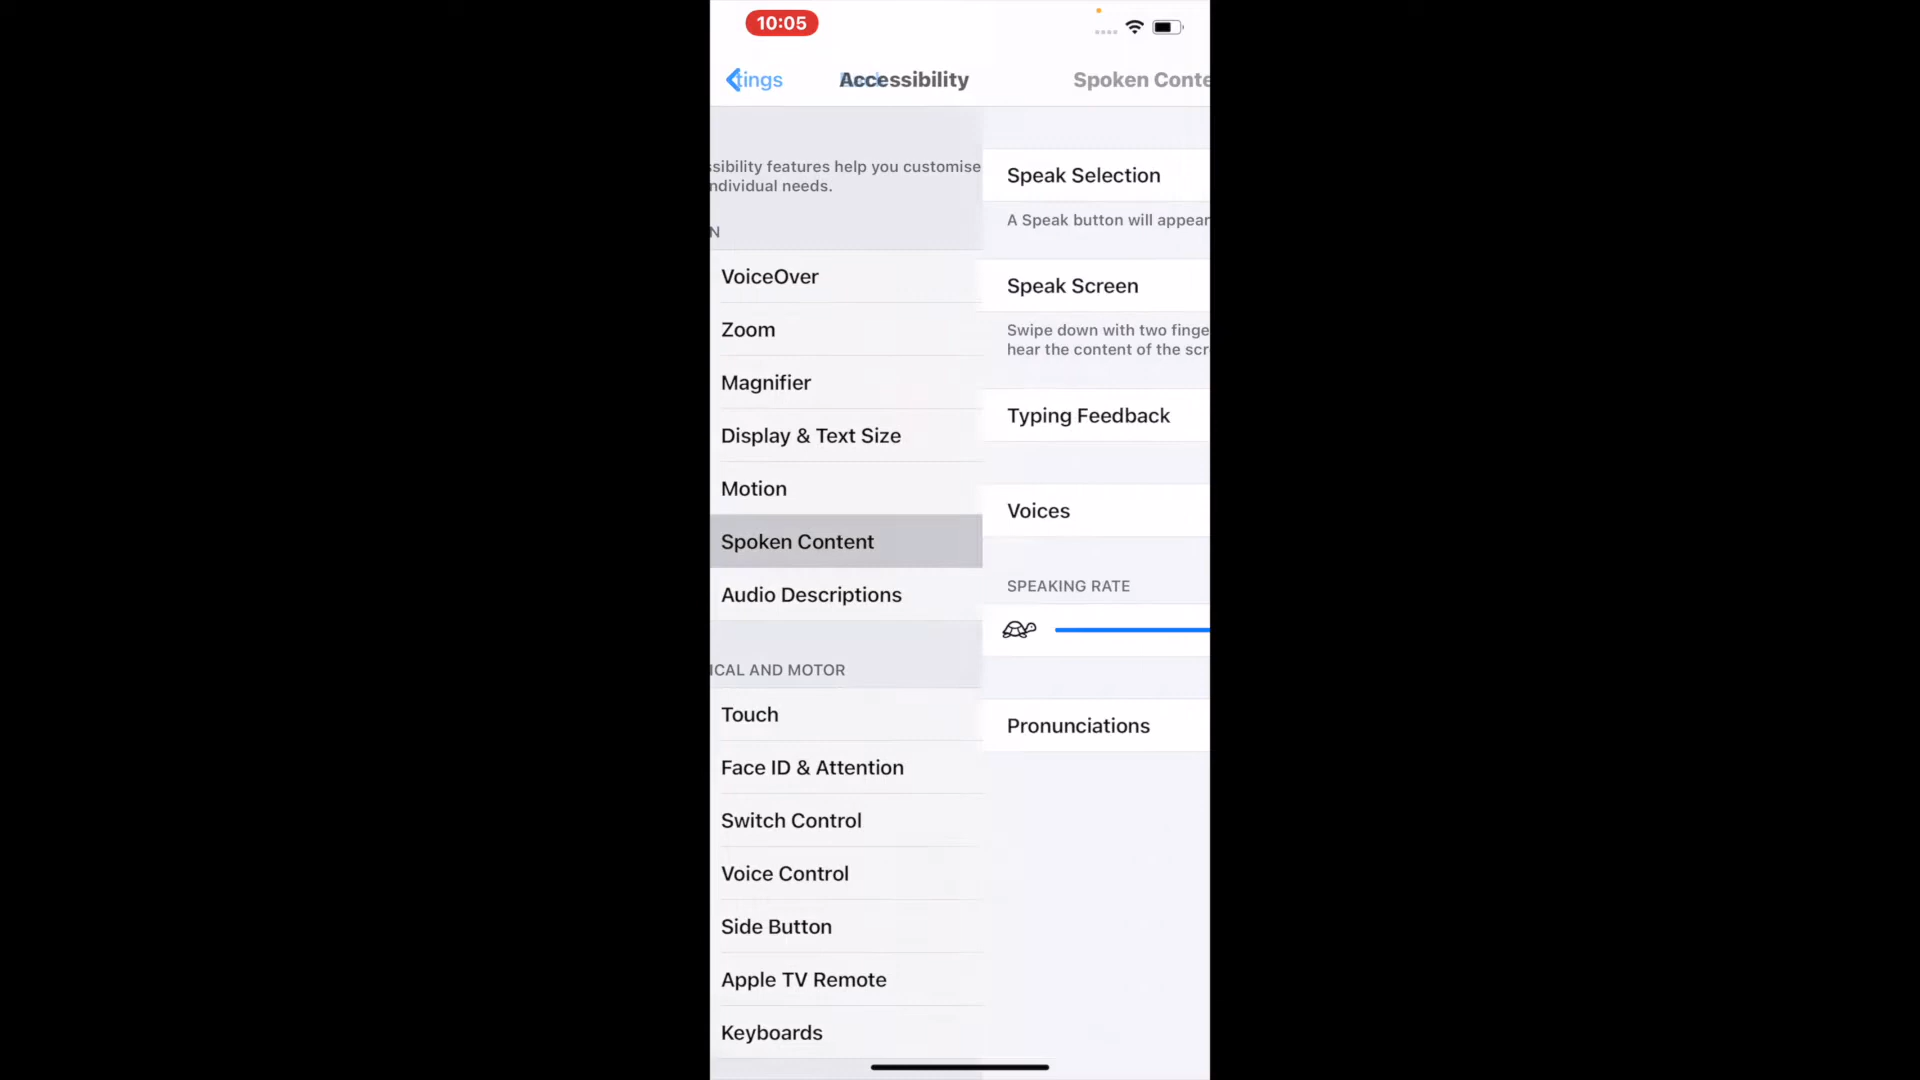 10:05
tings
Accessibility
Spoken Conte
ssibility features help you customise
ndividual needs.
N
VoiceOver
Zoom
Magnifier
Display & Text Size
Motion
Spoken Content
Audio Descriptions
ICAL AND MOTOR
Touch
Face ID & Attention
Switch Control
Voice Control
Side Button
Apple TV Remote
Keyboards
Speak Selection
A Speak button will appear
Speak Screen
Swipe down with two finge
hear the content of the scr
Typing Feedback
Voices
SPEAKING RATE
Pronunciations